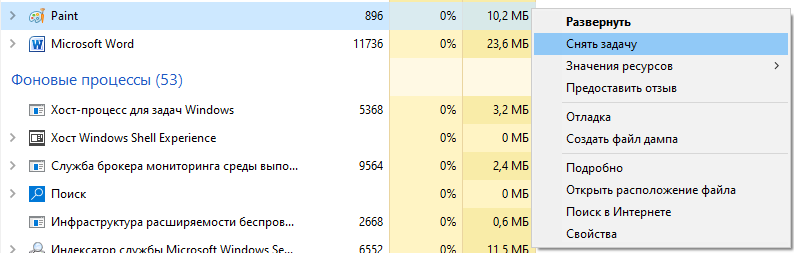 Paint 896 0% 10,2 МБ
Microsoft Word 11736 0% 23,6 МБ
Фоновые процессы (53)
Хост-процесс для задач Windows 5368 0% 3,2 МБ
Хост Windows Shell Experience 0% 0 МБ
Служба брокера мониторинга среды выпо... 9564 0% 2,4 МБ
Поиск 0% 0 МБ
Инфраструктура расширяемости беспров... 2668 0% 0,6 МБ
Индексатор службы Microsoft Windows Se... 6552 0% 11,5 МБ
Развернуть
Снять задачу
Значения ресурсов
Предоставить отзыв
Отладка
Создать файл дампа
Подробно
Открыть расположение файла
Поиск в Интернете
Свойства